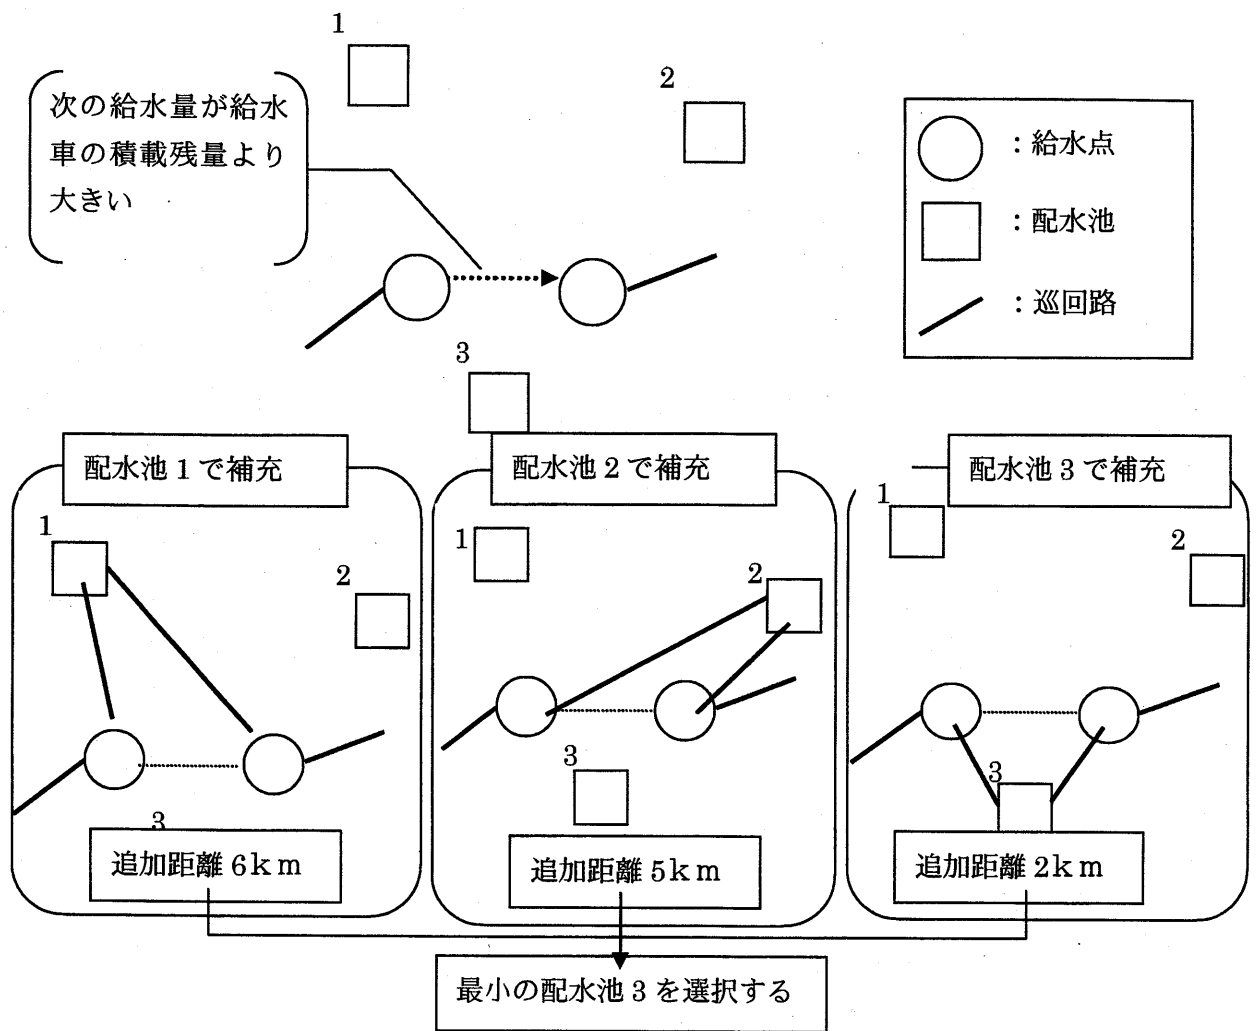 1
2
次の給水量が給水
車の積載残量より
大きい
：給水点
：配水池
：巡回路
3
配水池1で補充
配水池2で補充
配水池3で補充
1
2
1
2
3
1
2
3
3
追加距離6km
追加距離5km
追加距離2km
最小の配水池3を選択する